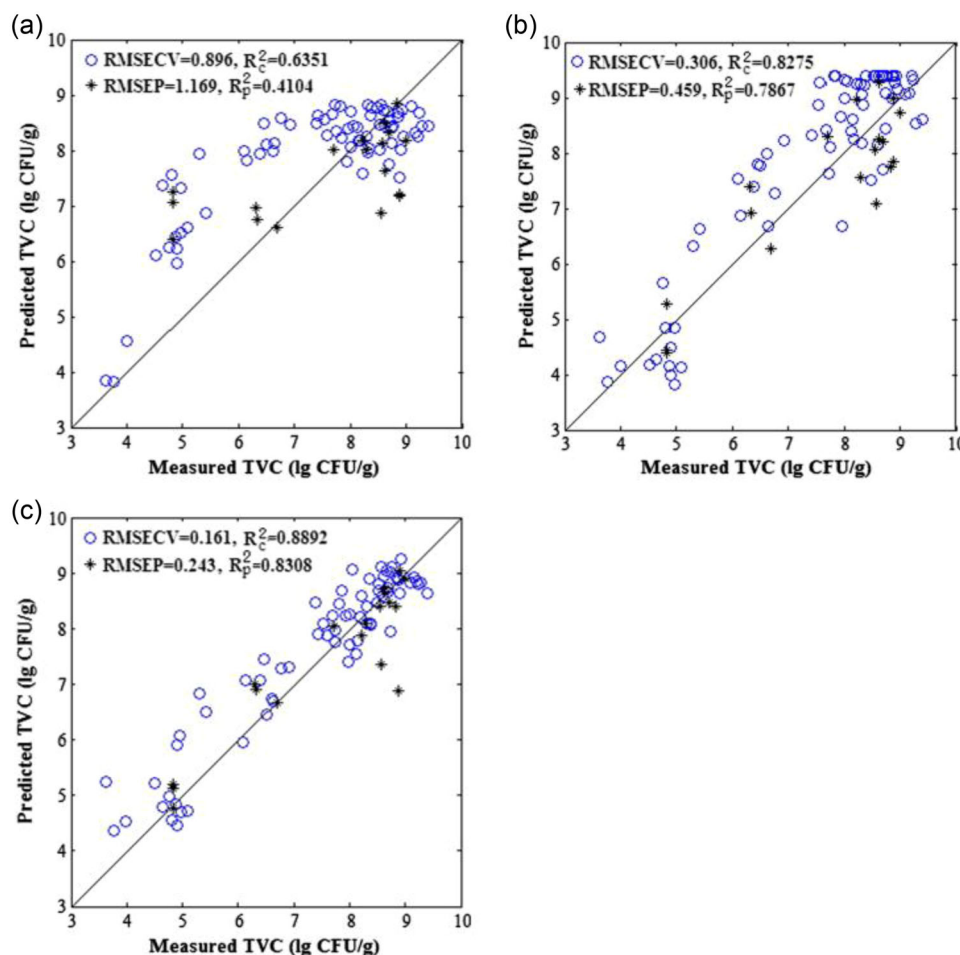 (a)
10
9
8
7
6
5
4
3
Predicted TVC (lg CFU/g)
RMSECV=0.896, R²c=0.6351
RMSEP=1.169, R²p=0.4104
3 4 5 6 7 8 9 10
Measured TVC (lg CFU/g)
(b)
10
9
8
7
6
5
4
3
Predicted TVC (lg CFU/g)
RMSECV=0.306, R²c=0.8275
RMSEP=0.459, R²p=0.7867
3 4 5 6 7 8 9 10
Measured TVC (lg CFU/g)
(c)
10
9
8
7
6
5
4
3
Predicted TVC (lg CFU/g)
RMSECV=0.161, R²c=0.8892
RMSEP=0.243, R²p=0.8308
3 4 5 6 7 8 9 10
Measured TVC (lg CFU/g)